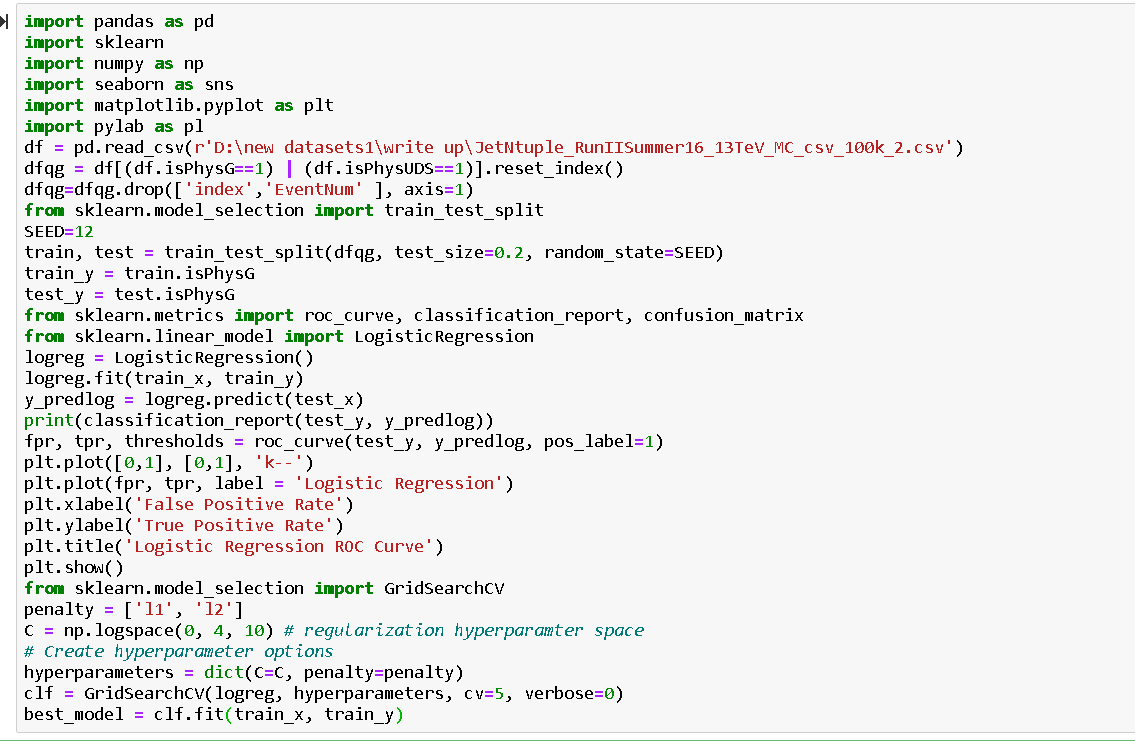 import pandas as pd
import sklearn
import numpy as np
import seaborn as sns
import matplotlib.pyplot as plt
import pylab as pl
df = pd.read_csv(r'D:\new datasets1\write up\JetNtuple_RunIISummer16_13TeV_MC_csv_100k_2.csv')
dfqg = df[(df.isPhysG==1) | (df.isPhysUDS==1)].reset_index()
dfqg=dfqg.drop(['index','EventNum' ], axis=1)
from sklearn.model_selection import train_test_split
SEED=12
train, test = train_test_split(dfqg, test_size=0.2, random_state=SEED)
train_y = train.isPhysG
test_y = test.isPhysG
from sklearn.metrics import roc_curve, classification_report, confusion_matrix
from sklearn.linear_model import LogisticRegression
logreg = LogisticRegression()
logreg.fit(train_x, train_y)
y_predlog = logreg.predict(test_x)
print(classification_report(test_y, y_predlog))
fpr, tpr, thresholds = roc_curve(test_y, y_predlog, pos_label=1)
plt.plot([0,1], [0,1], 'k--')
plt.plot(fpr, tpr, label = 'Logistic Regression')
plt.xlabel('False Positive Rate')
plt.ylabel('True Positive Rate')
plt.title('Logistic Regression ROC Curve')
plt.show()
from sklearn.model_selection import GridSearchCV
penalty = ['l1', 'l2']
C = np.logspace(0, 4, 10) # regularization hyperparamter space
# Create hyperparameter options
hyperparameters = dict(C=C, penalty=penalty)
clf = GridSearchCV(logreg, hyperparameters, cv=5, verbose=0)
best_model = clf.fit(train_x, train_y)